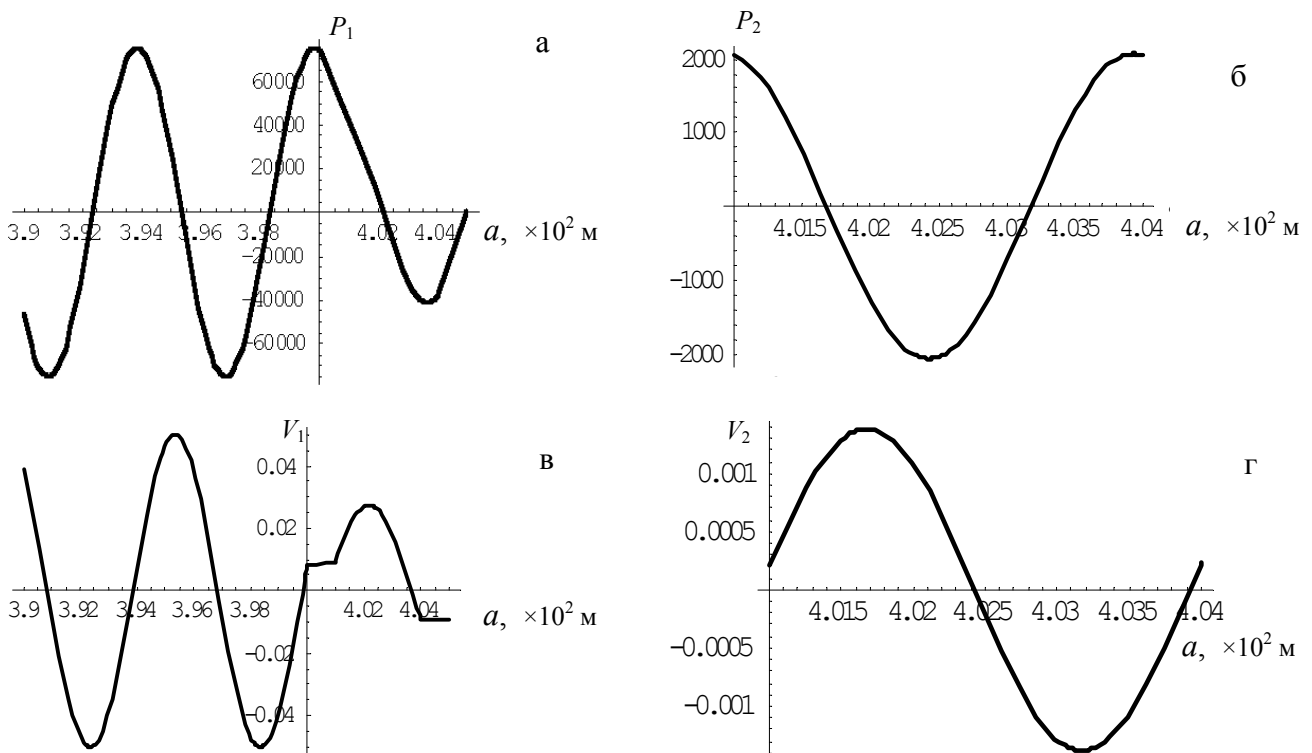 P₁
а
60000
40000
20000
3.9 3.92 3.94 3.96 3.98 4.02 4.04 a, ×10² м
-20000
-40000
-60000
P₂
б
2000
1000
4.015 4.02 4.025 4.03 4.035 4.04 a, ×10² м
-1000
-2000
V₁
в
0.04
0.02
3.9 3.92 3.94 3.96 3.98 4.02 4.04 a, ×10² м
-0.02
-0.04
V₂
г
0.001
0.0005
4.015 4.02 4.025 4.03 4.035 4.04
a, ×10² м
-0.0005
-0.001